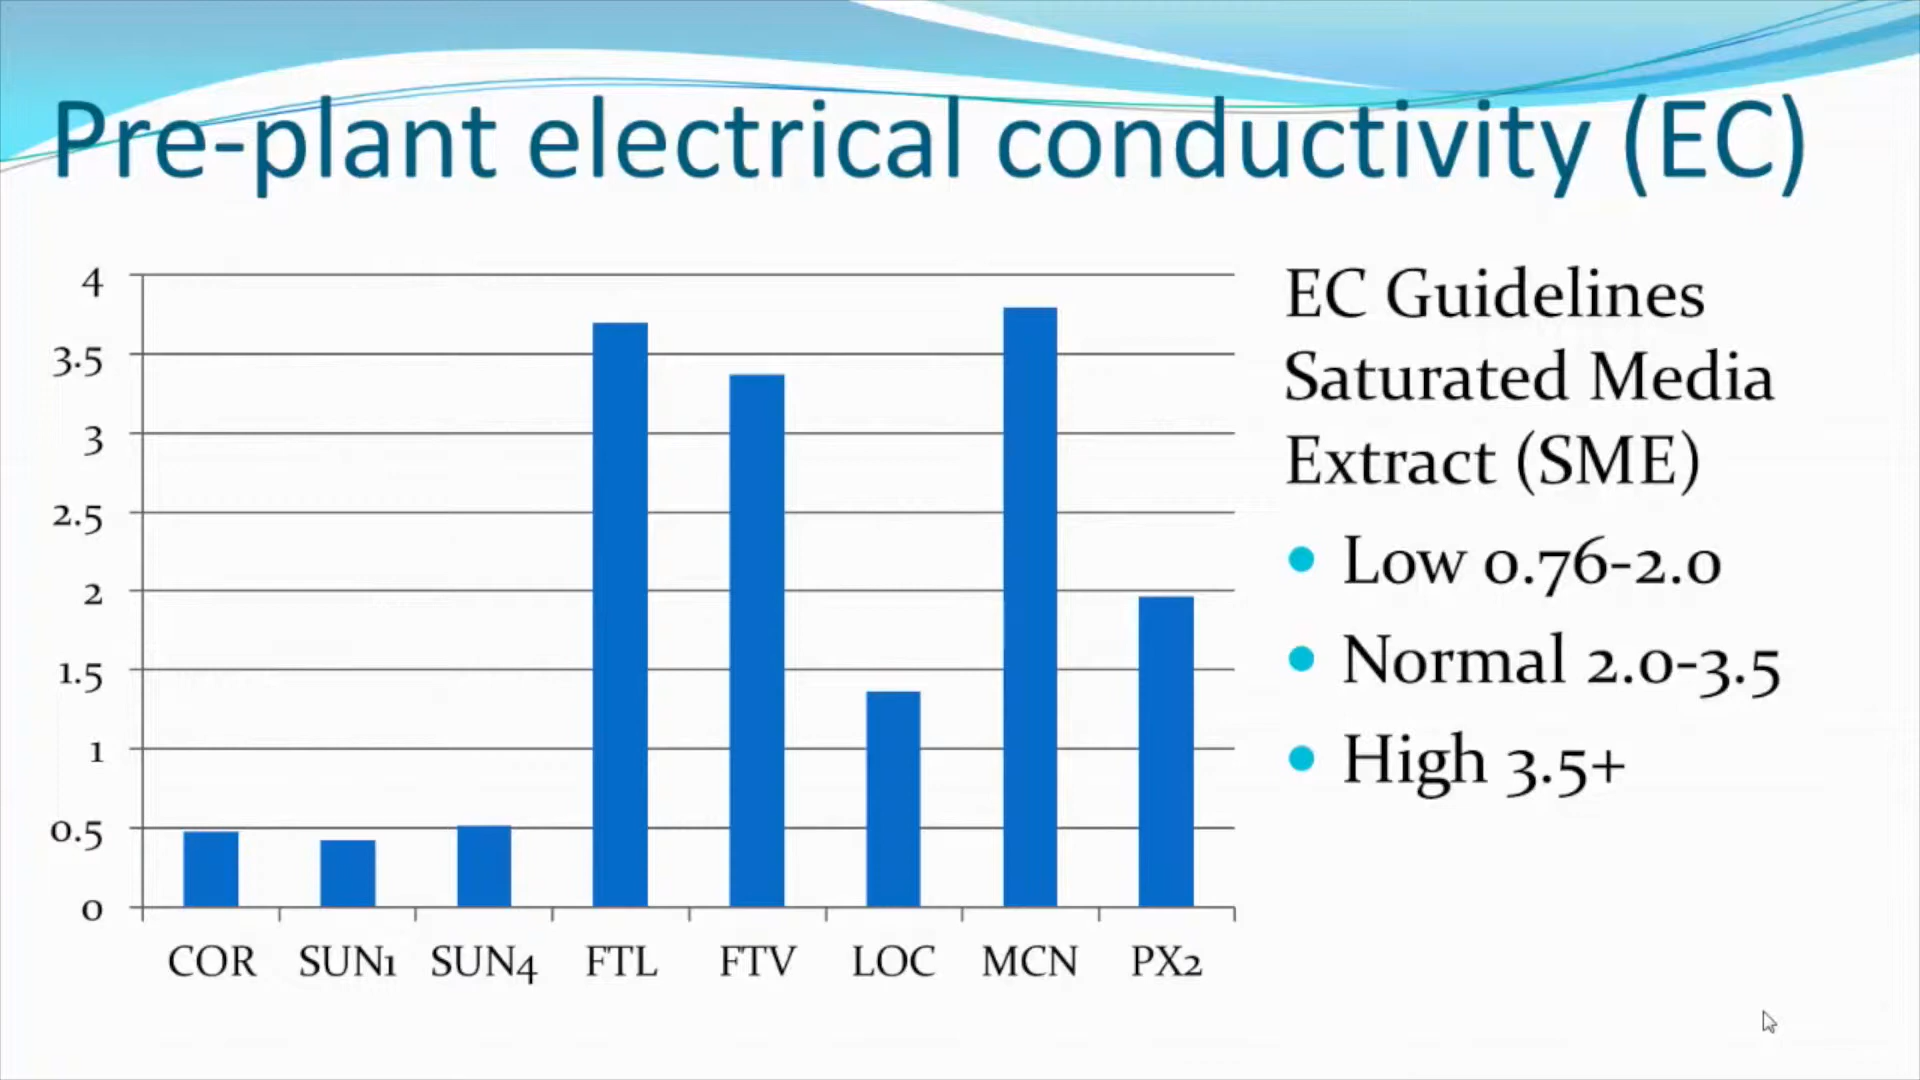 Pre-plant electrical conductivity (EC)
4
3.5
3
2.5
2
1.5
1
0.5
0
COR SUN1 SUN4 FTL FTV LOC MCN PX2
EC Guidelines
Saturated Media
Extract (SME)
Low 0.76-2.0
Normal 2.0-3.5
High 3.5+